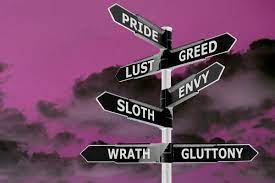 PRIDE
LUST
GREED
ENVY
SLOTH
WRATH
GLUTTONY